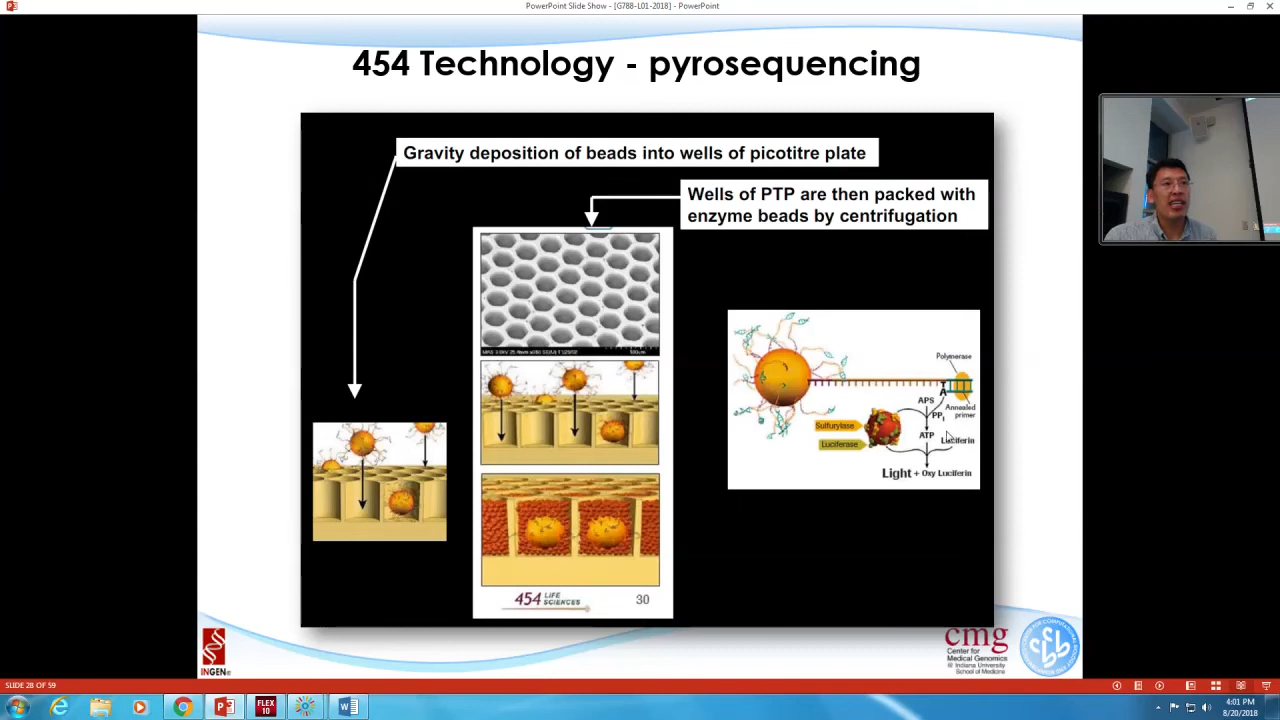 PowerPoint Slide Show - [G788-L01-2018] - PowerPoint
454 Technology - pyrosequencing
Gravity deposition of beads into wells of picotitre plate
Wells of PTP are then packed with
enzyme beads by centrifugation
Polymerase
A
Annealed
primer
APS
PPi
Sulfurylase
Luciferase
ATP
Luciferin
Light + Oxy Luciferin
454 LIFE
SCIENCES
30
INGEN
cmg
Center for
Medical Genomics
@ Indiana University
School of Medicine
SLIDE 28 OF 59
FLEX
10
4:01 PM
8/20/2018